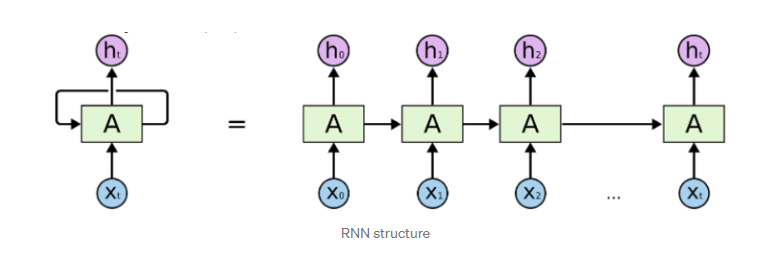 hₜ h₀ h₁ h₂ hₜ
A = A A A A
xₜ x₀ x₁ x₂ ... xₜ
RNN structure